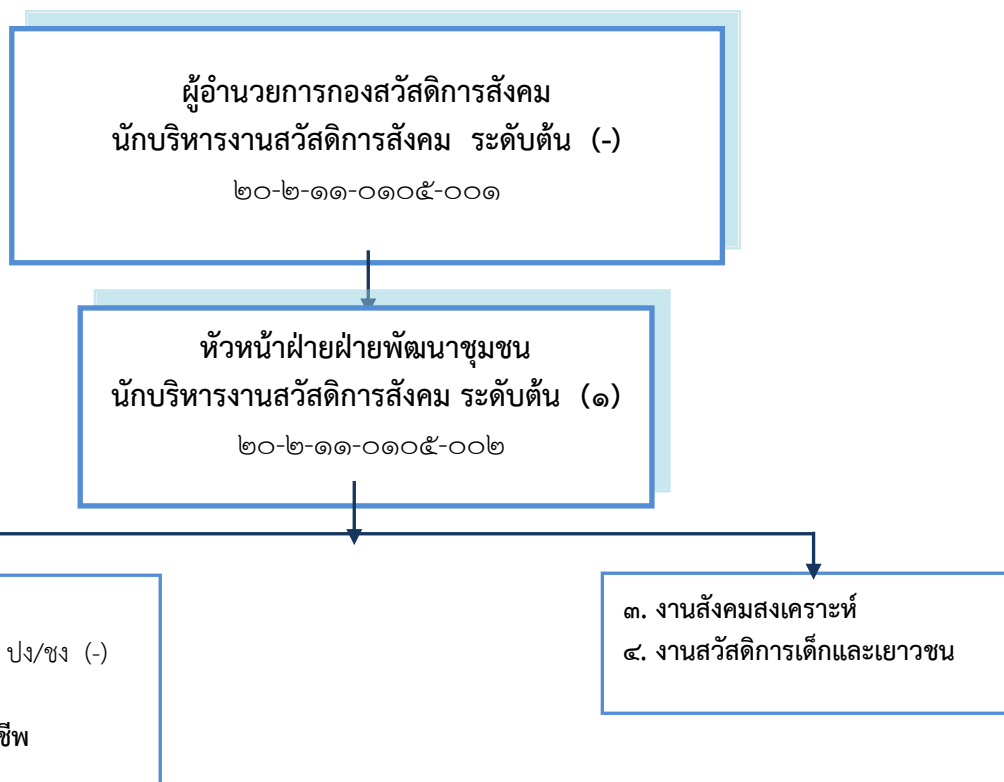 ผู้อำนวยการกองสวัสดิการสังคม
นักบริหารงานสวัสดิการสังคม ระดับต้น (-)
๒๐-๒-๑๑-๐๑๐๕-๐๐๑
หัวหน้าฝ่ายฝ่ายพัฒนาชุมชน
นักบริหารงานสวัสดิการสังคม ระดับต้น (๑)
๒๐-๒-๑๑-๐๑๐๕-๐๐๒
ปง/ชง (-)
ชีพ
๓. งานสังคมสงเคราะห์
๔. งานสวัสดิการเด็กและเยาวชน